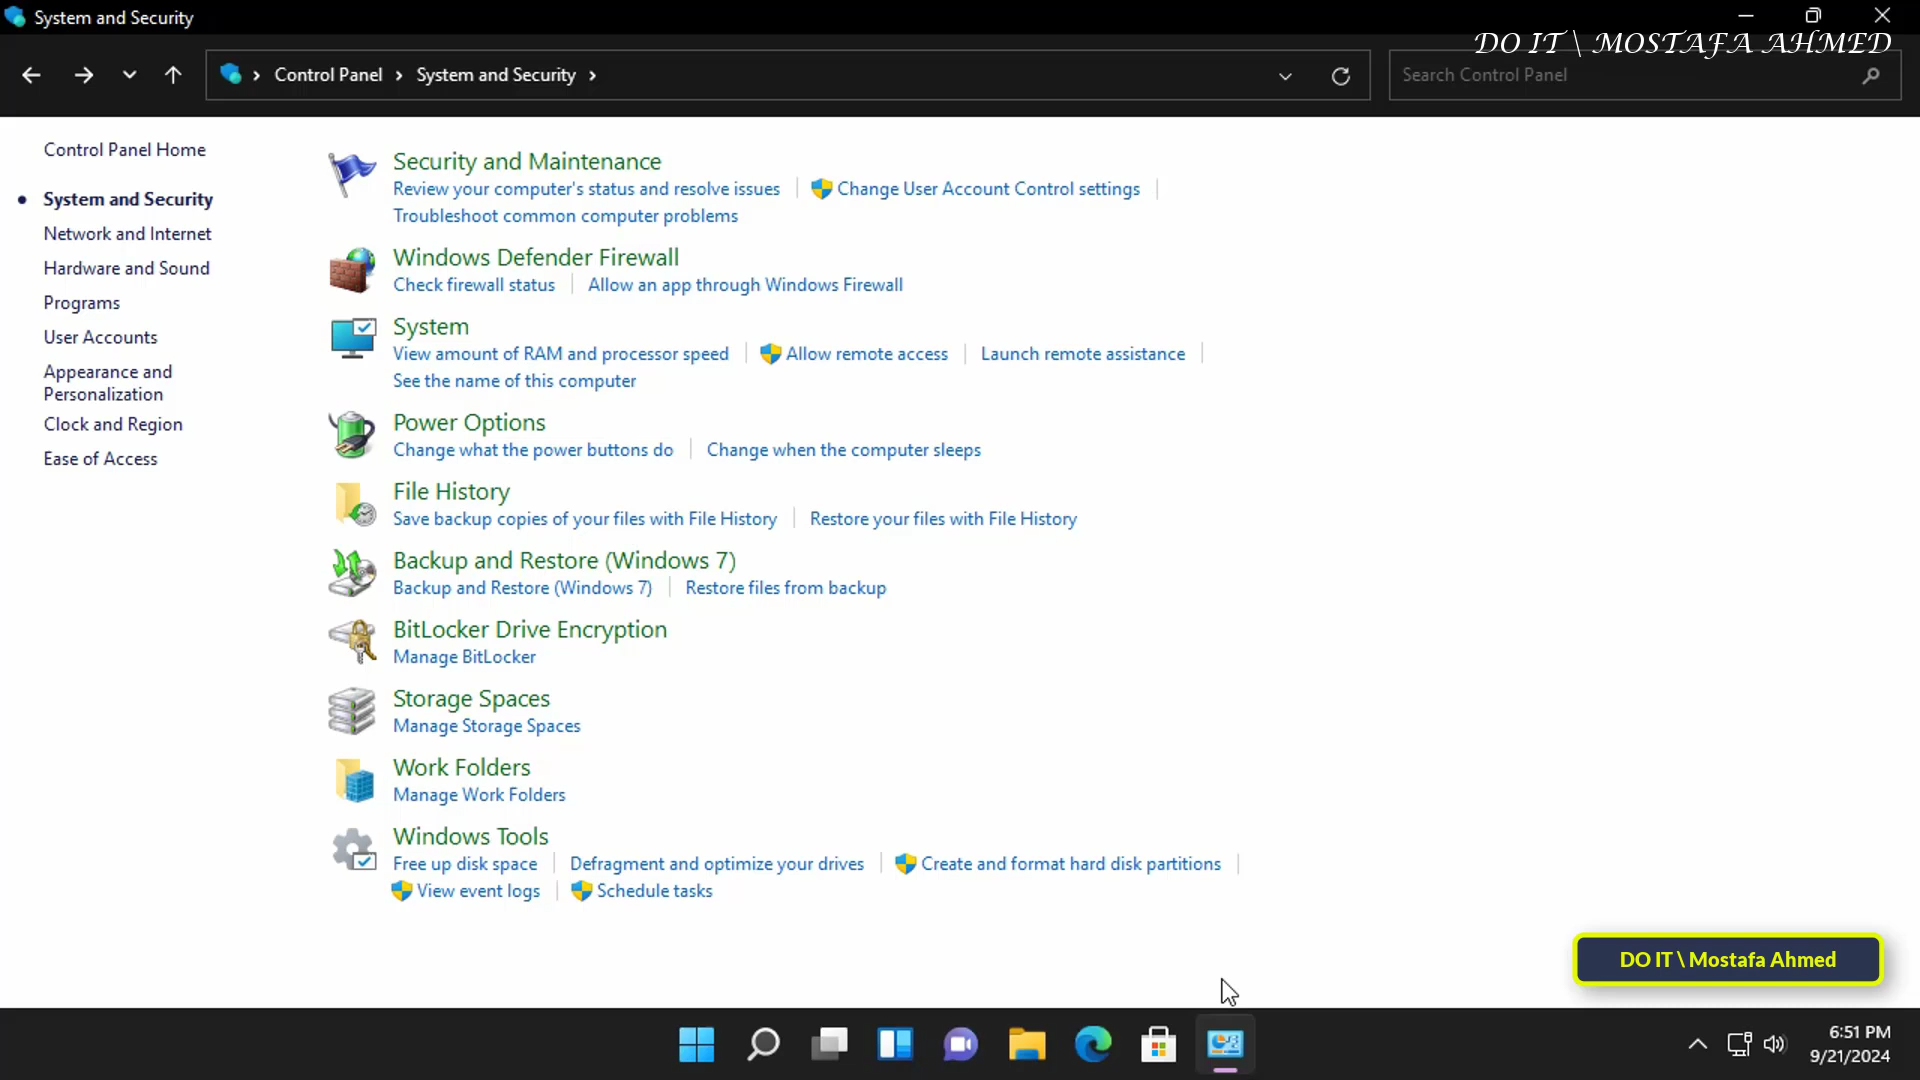 System and Security
DO IT \ MOSTAFA AHMED
Control Panel System and Security
Search Control Panel
Control Panel Home
System and Security
Network and Internet
Hardware and Sound
Programs
User Accounts
Appearance and
Personalization
Clock and Region
Ease of Access
Security and Maintenance
Review your computer's status and resolve issues Change User Account Control settings
Troubleshoot common computer problems
Windows Defender Firewall
Check firewall status Allow an app through Windows Firewall
System
View amount of RAM and processor speed Allow remote access Launch remote assistance
See the name of this computer
Power Options
Change what the power buttons do Change when the computer sleeps
File History
Save backup copies of your files with File History Restore your files with File History
Backup and Restore (Windows 7)
Backup and Restore (Windows 7) Restore files from backup
BitLocker Drive Encryption
Manage BitLocker
Storage Spaces
Manage Storage Spaces
Work Folders
Manage Work Folders
Windows Tools
Free up disk space Defragment and optimize your drives Create and format hard disk partitions
View event logs Schedule tasks
DO IT \ Mostafa Ahmed
6:51 PM
9/21/2024